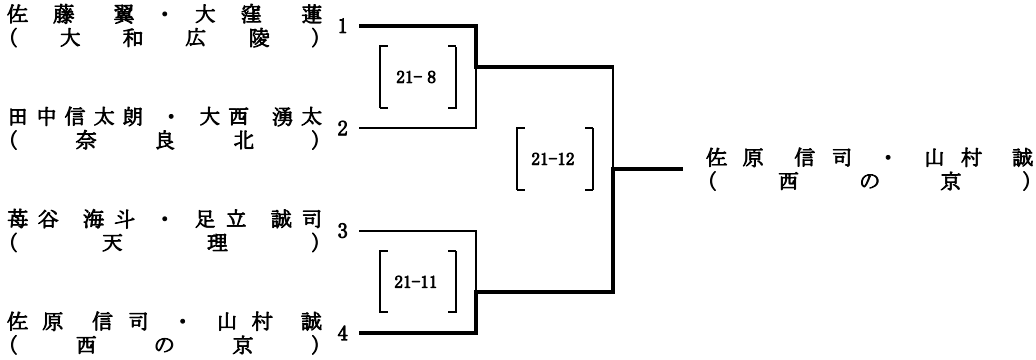 佐藤 翼・大窪 蓮 1
(大和広陵)
21-8
田中信太朗・大西 湧太 2
(奈良北)
21-12
佐原 信司・山村 誠
(西の京)
苺谷 海斗・足立 誠司 3
(天理)
21-11
佐原 信司・山村 誠 4
(西の京)